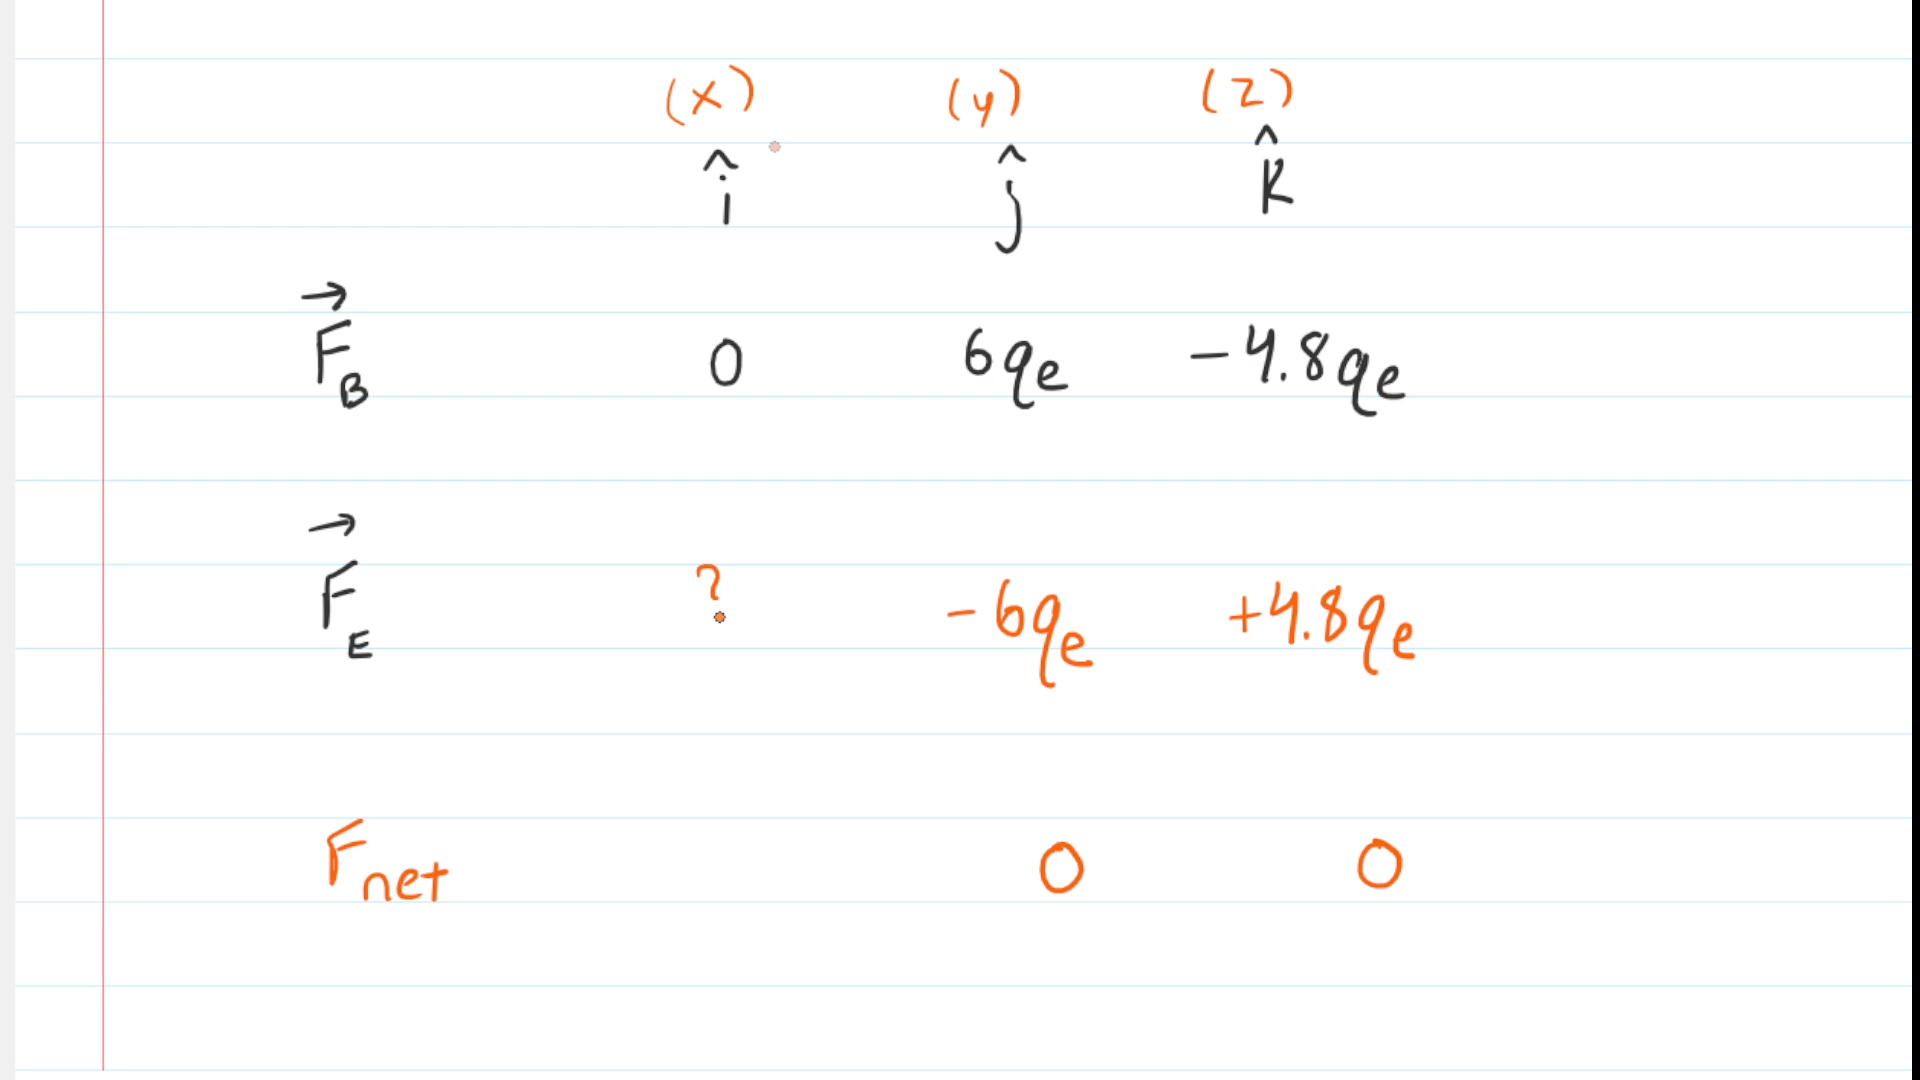 (x) (y) (z)
î ĵ k̂
F⃗_B 0 6q_e -4.8q_e
F⃗_E ? -6q_e +4.8q_e
F_net 0 0